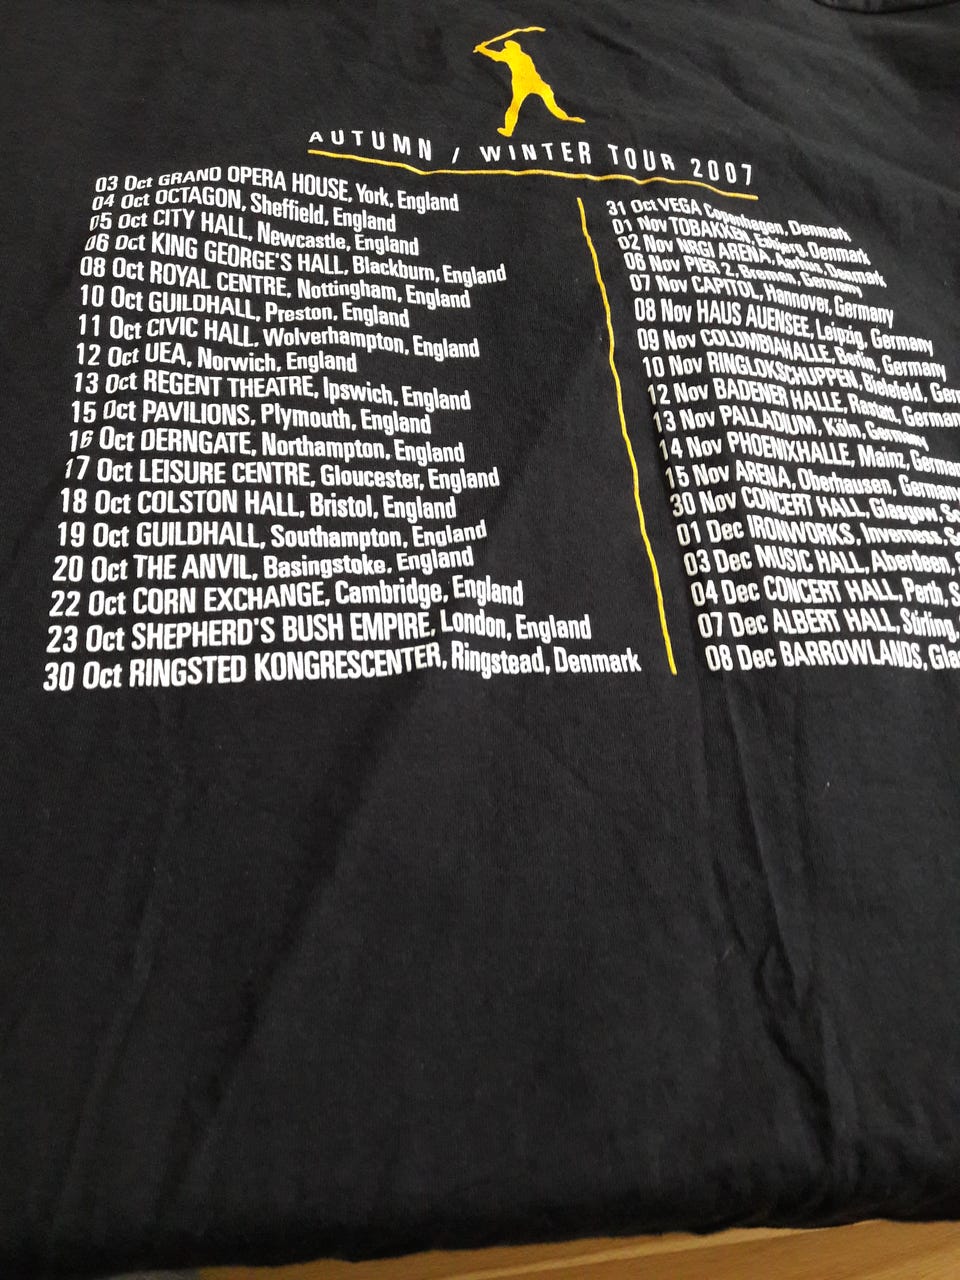 AUTUMN / WINTER TOUR 2007
03 Oct GRAND OPERA HOUSE, York, England
04 Oct OCTAGON, Sheffield, England
05 Oct CITY HALL, Newcastle, England
06 Oct KING GEORGE'S HALL, Blackburn, England
08 Oct ROYAL CENTRE, Nottingham, England
10 Oct GUILDHALL, Preston, England
11 Oct CIVIC HALL, Wolverhampton, England
12 Oct UEA, Norwich, England
13 Oct REGENT THEATRE, Ipswich, England
15 Oct PAVILIONS, Plymouth, England
16 Oct DERNGATE, Northampton, England
17 Oct LEISURE CENTRE, Gloucester, England
18 Oct COLSTON HALL, Bristol, England
19 Oct GUILDHALL, Southampton, England
20 Oct THE ANVIL, Basingstoke, England
22 Oct CORN EXCHANGE, Cambridge, England
23 Oct SHEPHERD'S BUSH EMPIRE, London, England
30 Oct RINGSTED KONGRESCENTER, Ringstead, Denmark
31 Oct VEGA Copenhagen, Denmark
01 Nov TOBAKKEN, Esbjerg, Denmark
02 Nov NRGI ARENA, Aarhus, Denmark
06 Nov PIER 2, Bremen, Germany
07 Nov CAPITOL, Hannover, Germany
08 Nov HAUS AUENSEE, Leipzig, Germany
09 Nov COLUMBIAHALLE, Berlin, Germany
10 Nov RINGLOKSCHUPPEN, Bielefeld, Ger
12 Nov BADENER HALLE, Rastatt, German
13 Nov PALLADIUM, Köln, Germany
14 Nov PHOENIXHALLE, Mainz, German
15 Nov ARENA, Oberhausen, German
30 Nov CONCERT HALL, Glasgow, Sc
01 Dec IRONWORKS, Inverness, Sc
03 Dec MUSIC HALL, Aberdeen, S
04 Dec CONCERT HALL, Perth, S
07 Dec ALBERT HALL, Stirling,
08 Dec BARROWLANDS, Glas